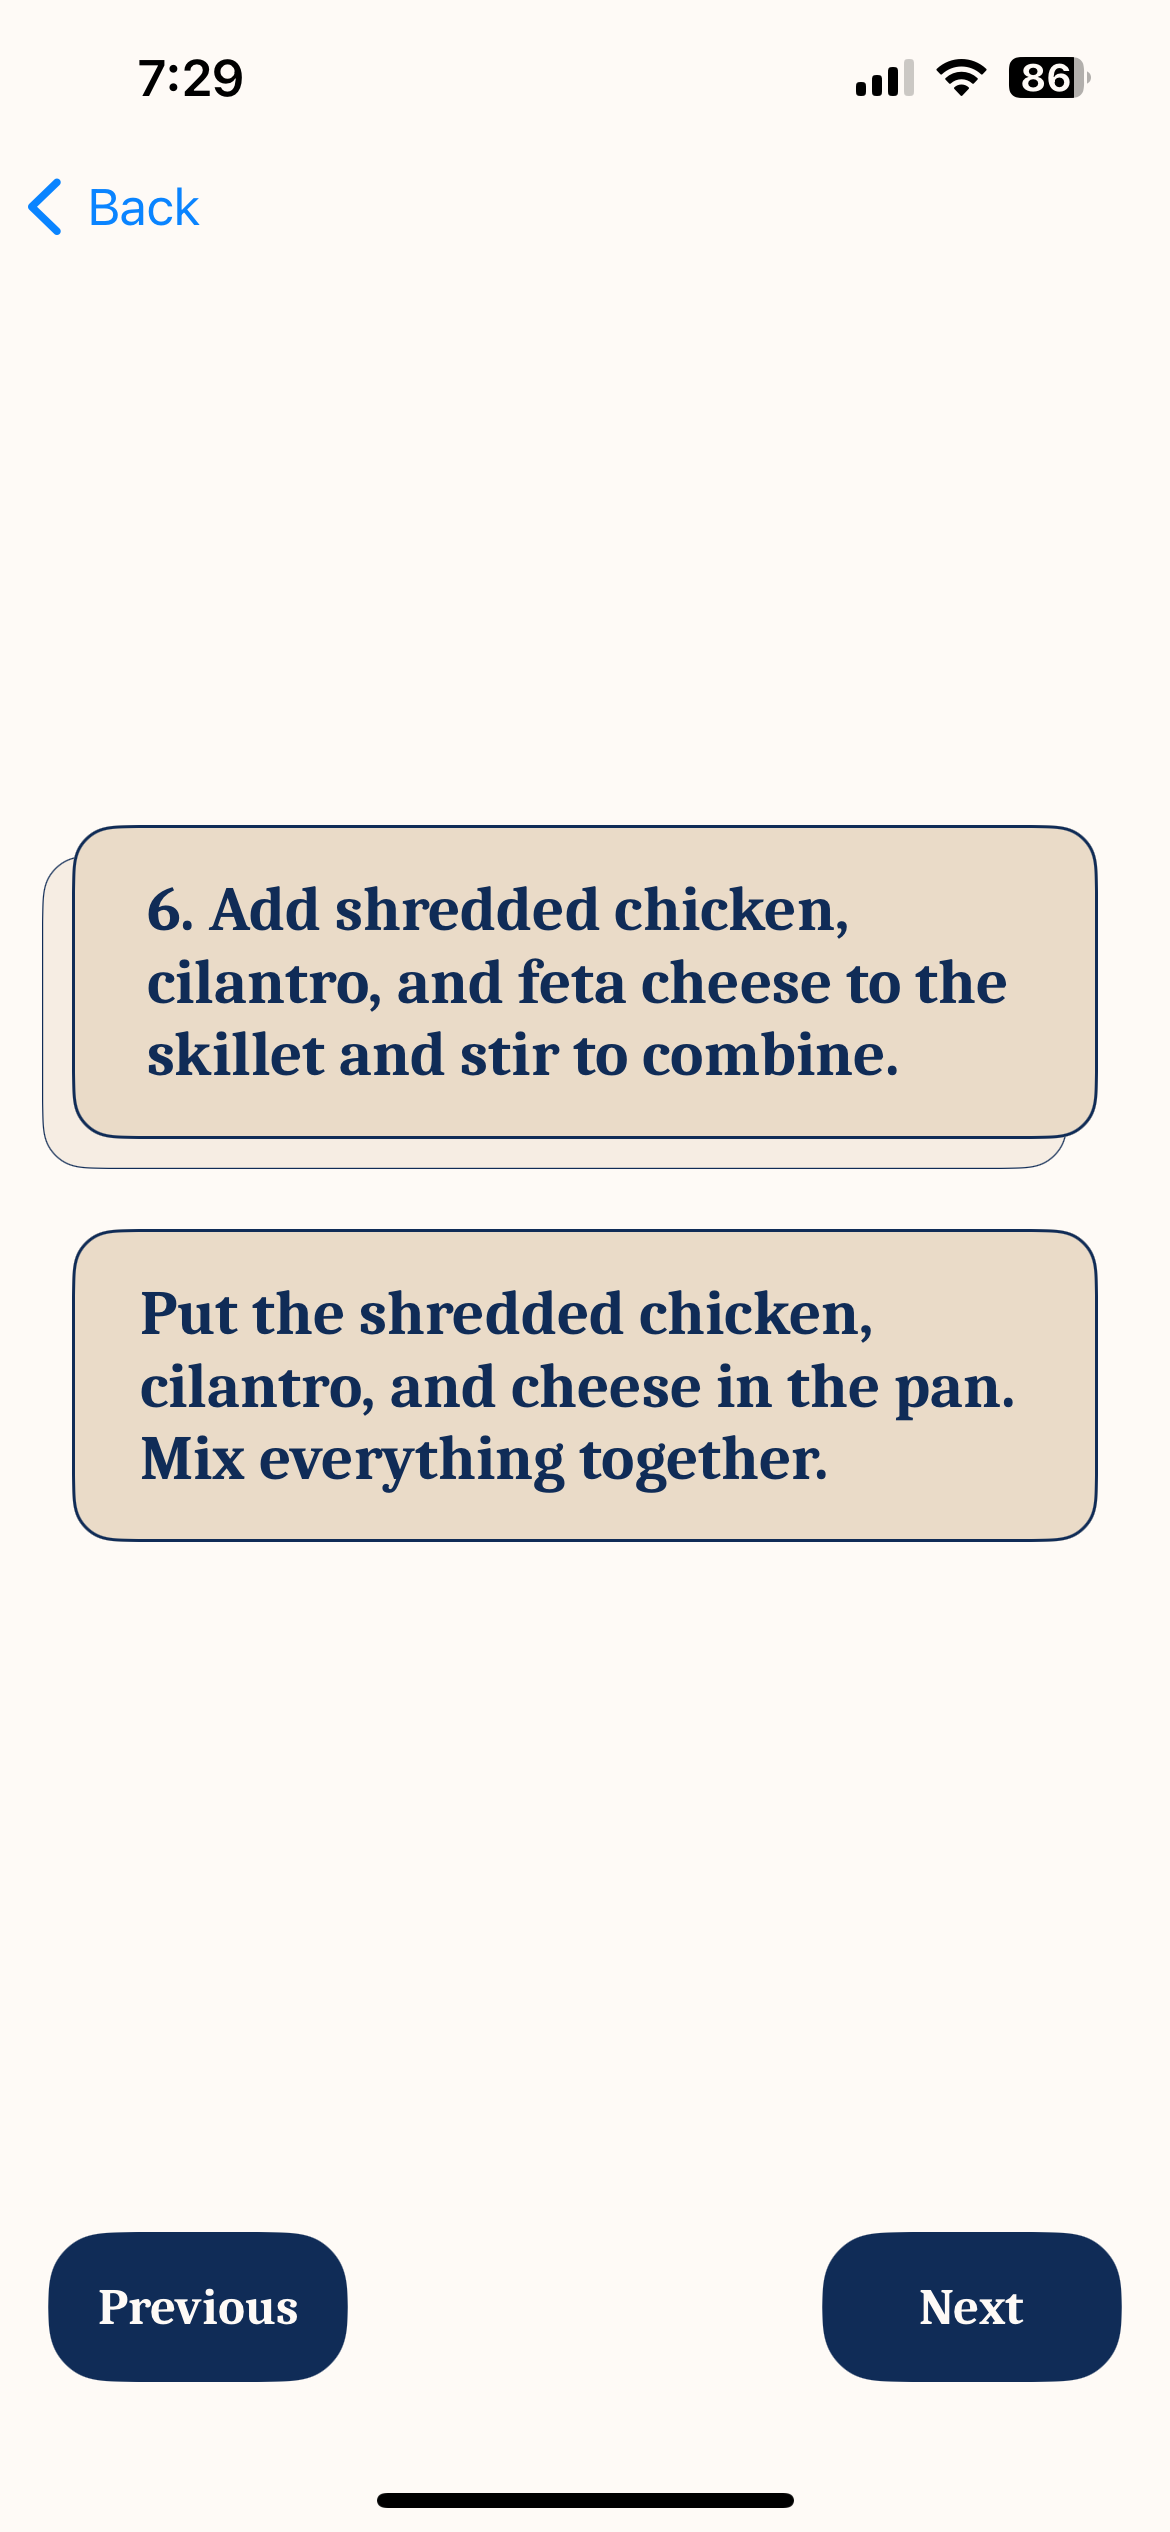 7:29
86
Back
6. Add shredded chicken,
cilantro, and feta cheese to the
skillet and stir to combine.
Put the shredded chicken,
cilantro, and cheese in the pan.
Mix everything together.
Previous
Next